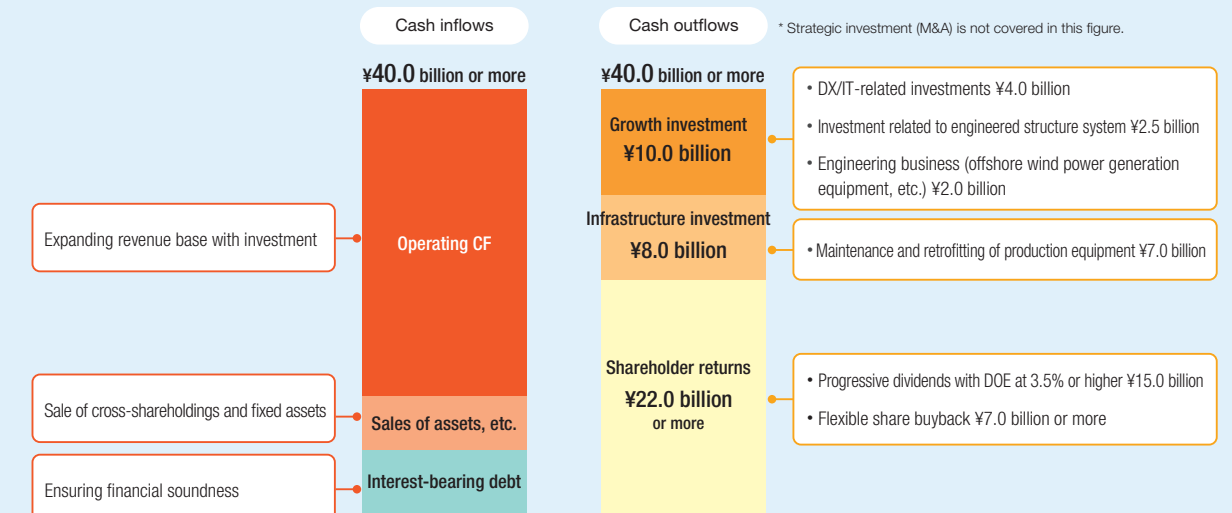 Cash inflows
Cash outflows
* Strategic investment (M&A) is not covered in this figure.
¥40.0 billion or more
¥40.0 billion or more
Expanding revenue base with investment
Sale of cross-shareholdings and fixed assets
Ensuring financial soundness
Operating CF
Sales of assets, etc.
Interest-bearing debt
Growth investment
¥10.0 billion
Infrastructure investment
¥8.0 billion
Shareholder returns
¥22.0 billion
or more
• DX/IT-related investments ¥4.0 billion
• Investment related to engineered structure system ¥2.5 billion
• Engineering business (offshore wind power generation
equipment, etc.) ¥2.0 billion
• Maintenance and retrofitting of production equipment ¥7.0 billion
• Progressive dividends with DOE at 3.5% or higher ¥15.0 billion
• Flexible share buyback ¥7.0 billion or more